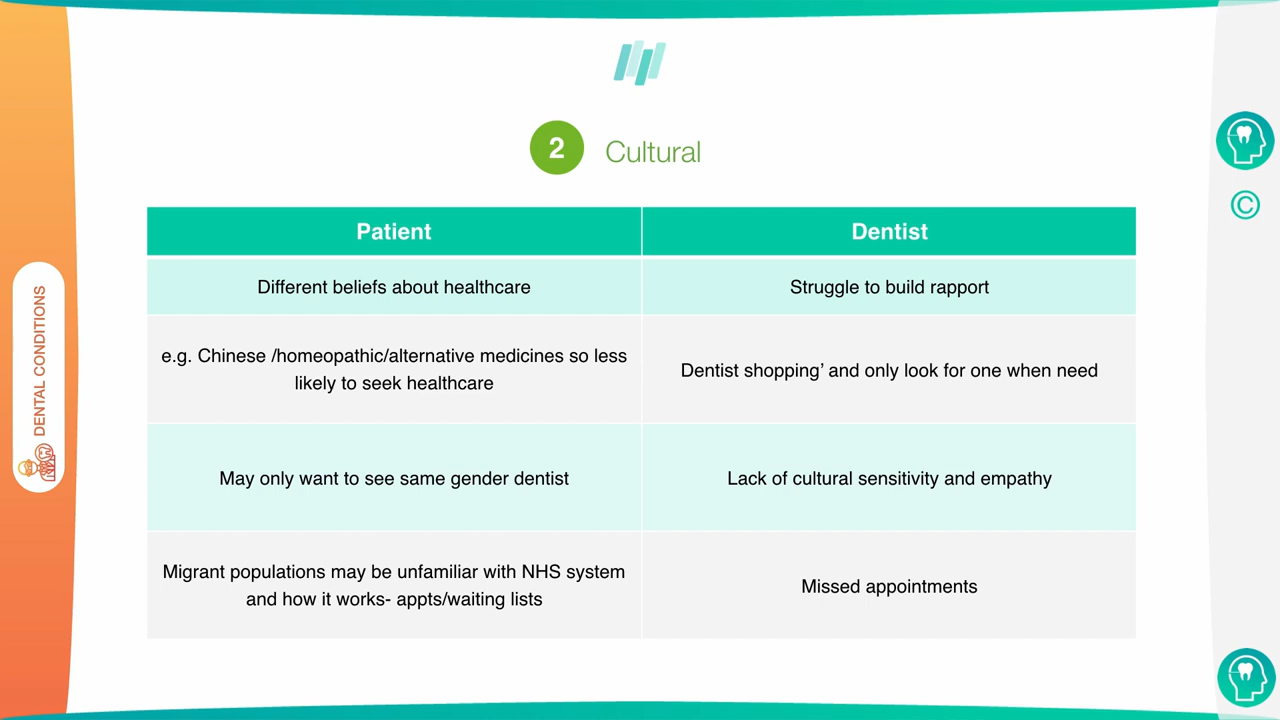 2 Cultural
Patient
Dentist
Different beliefs about healthcare
Struggle to build rapport
e.g. Chinese /homeopathic/alternative medicines so less
likely to seek healthcare
Dentist shopping’ and only look for one when need
May only want to see same gender dentist
Lack of cultural sensitivity and empathy
Migrant populations may be unfamiliar with NHS system
and how it works- appts/waiting lists
Missed appointments
DENTAL CONDITIONS
©